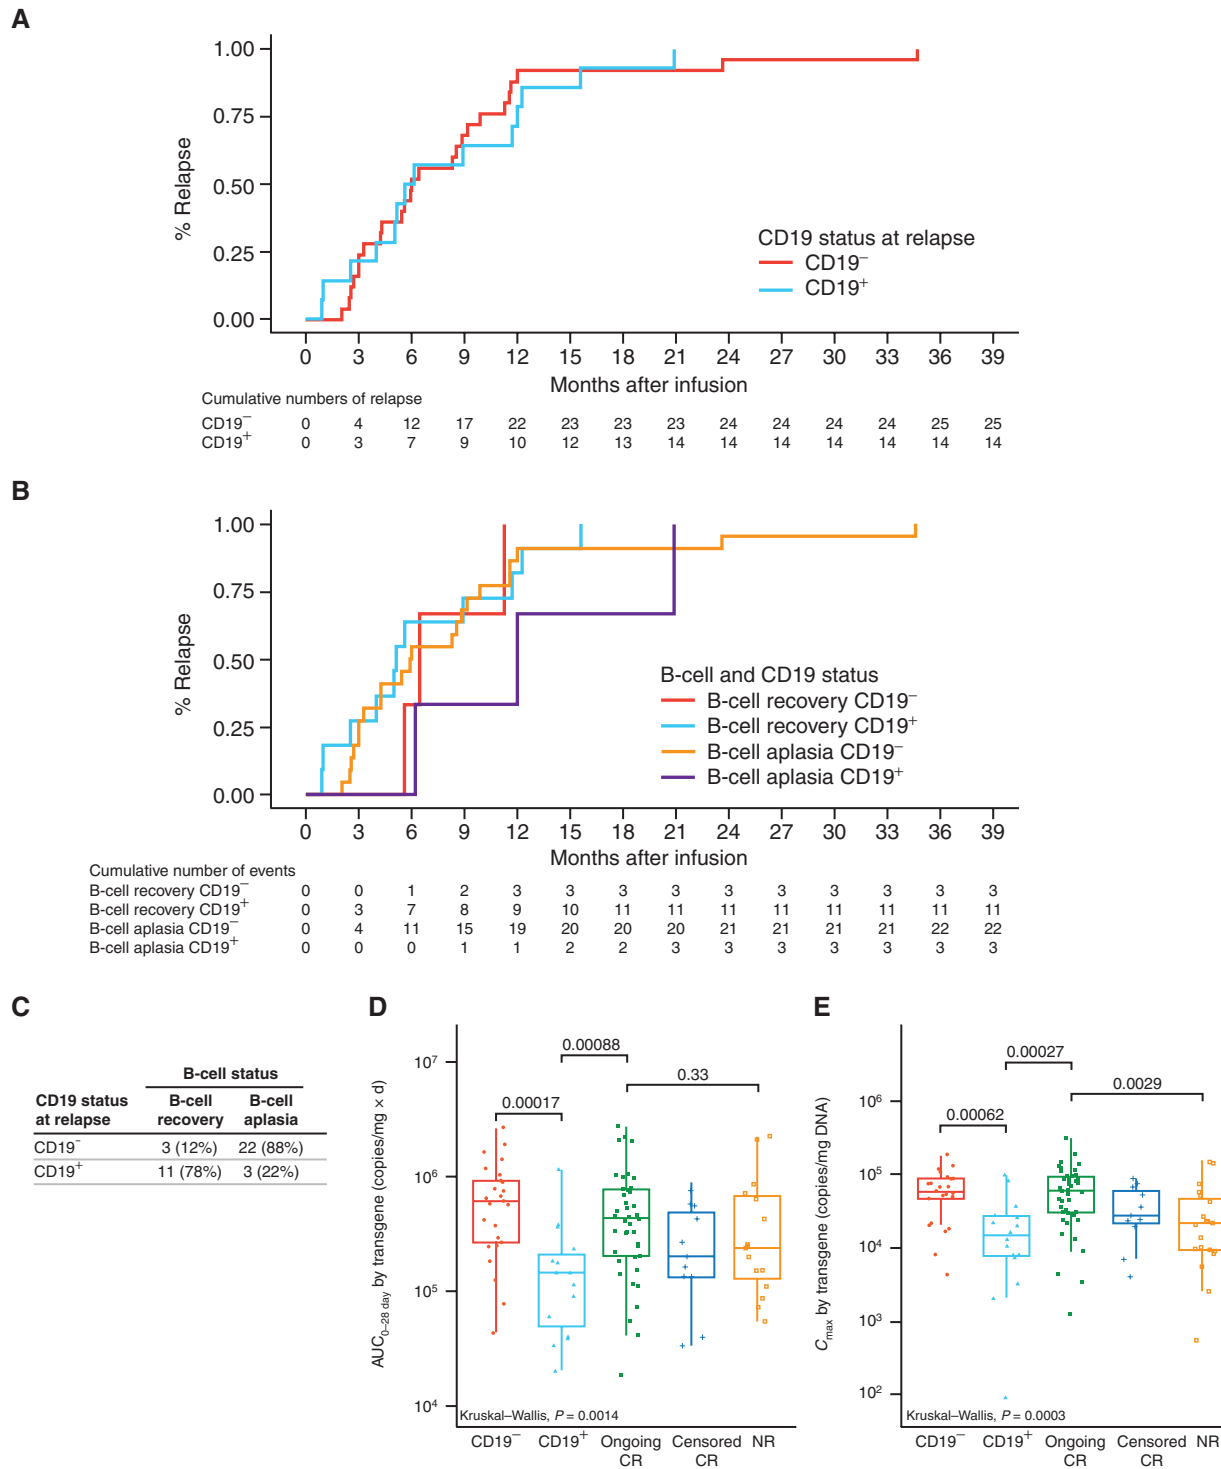 A
1.00
0.75
0.50
0.25
0.00
% Relapse
CD19 status at relapse
CD19⁻
CD19⁺
0 3 6 9 12 15 18 21 24 27 30 33 36 39
Months after infusion
Cumulative numbers of relapse
CD19⁻ 0 4 12 17 22 23 23 23 24 24 24 24 25 25
CD19⁺ 0 3 7 9 10 12 13 14 14 14 14 14 14 14
B
1.00
0.75
0.50
0.25
0.00
% Relapse
B-cell and CD19 status
B-cell recovery CD19⁻
B-cell recovery CD19⁺
B-cell aplasia CD19⁻
B-cell aplasia CD19⁺
0 3 6 9 12 15 18 21 24 27 30 33 36 39
Months after infusion
Cumulative number of events
B-cell recovery CD19⁻ 0 0 1 2 3 3 3 3 3 3 3 3 3 3
B-cell recovery CD19⁺ 0 3 7 8 9 10 11 11 11 11 11 11 11 11
B-cell aplasia CD19⁻ 0 4 11 15 19 20 20 20 21 21 21 21 22 22
B-cell aplasia CD19⁺ 0 0 0 1 1 2 2 3 3 3 3 3 3 3
C
B-cell status
CD19 status at relapse
B-cell recovery
B-cell aplasia
CD19⁻ 3 (12%) 22 (88%)
CD19⁺ 11 (78%) 3 (22%)
D
AUC₀₋₂₈ day by transgene (copies/mg × d)
10⁷
10⁶
10⁵
10⁴
0.00088
0.33
0.00017
Kruskal–Wallis, P = 0.0014
CD19⁻ CD19⁺ Ongoing CR Censored CR NR
E
Cmax by transgene (copies/mg DNA)
10⁶
10⁵
10⁴
10³
10²
0.00027
0.0029
0.00062
Kruskal–Wallis, P = 0.0003
CD19⁻ CD19⁺ Ongoing CR Censored CR NR